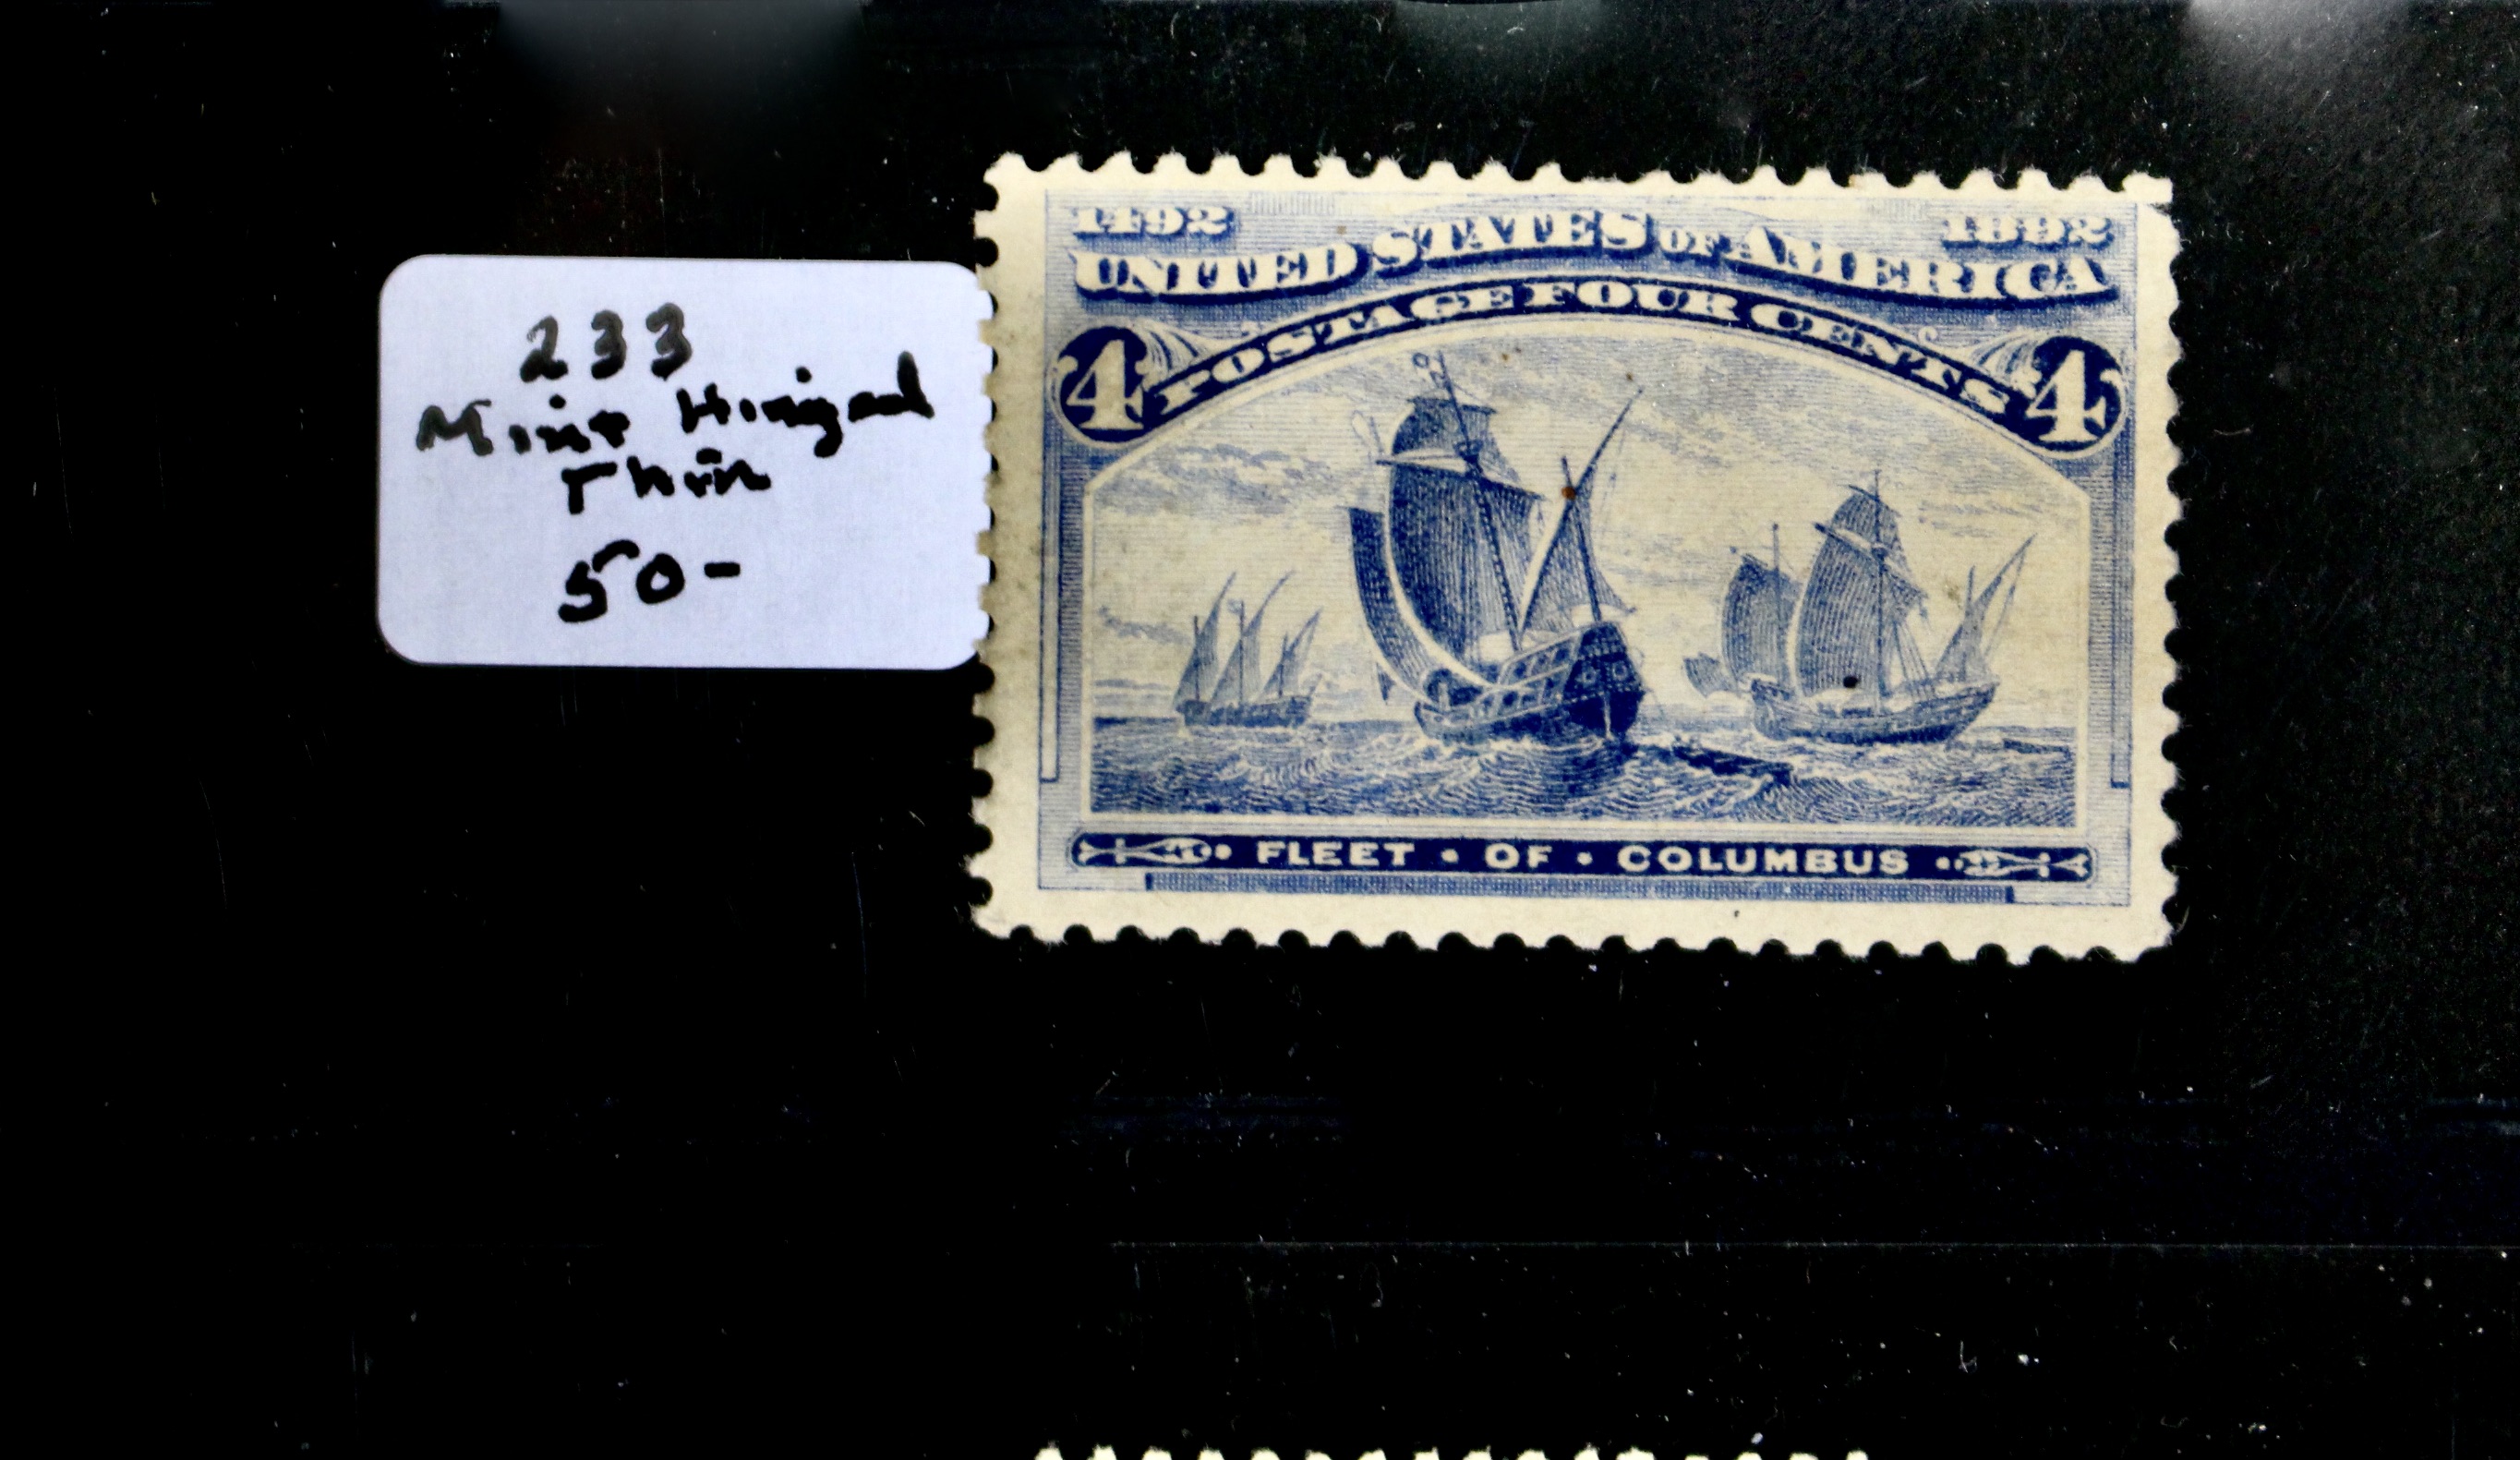 233
Mint Hinged
Thin
50-
1492 1892
UNITED STATES OF AMERICA
POSTAGE FOUR CENTS
4 4
FLEET • OF • COLUMBUS